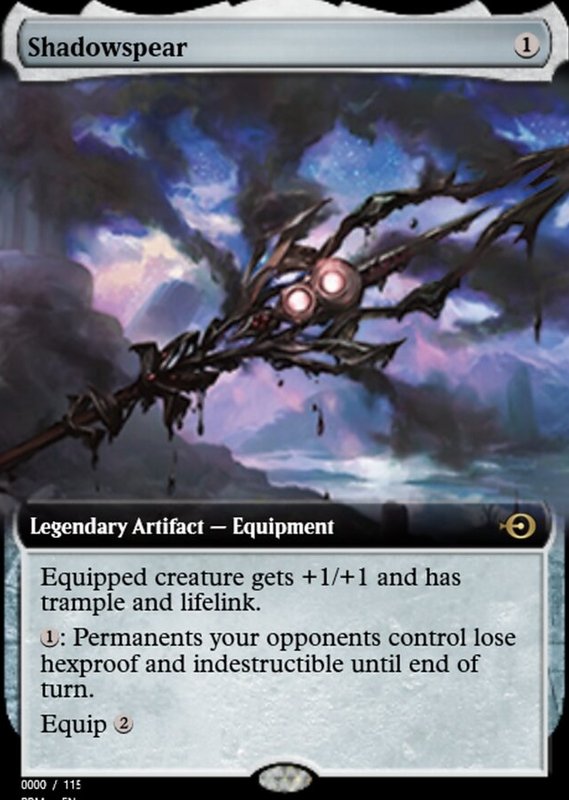 Shadowspear 1
Legendary Artifact — Equipment
Equipped creature gets +1/+1 and has
trample and lifelink.
1: Permanents your opponents control lose
hexproof and indestructible until end of
turn.
Equip 2
0000 / 115